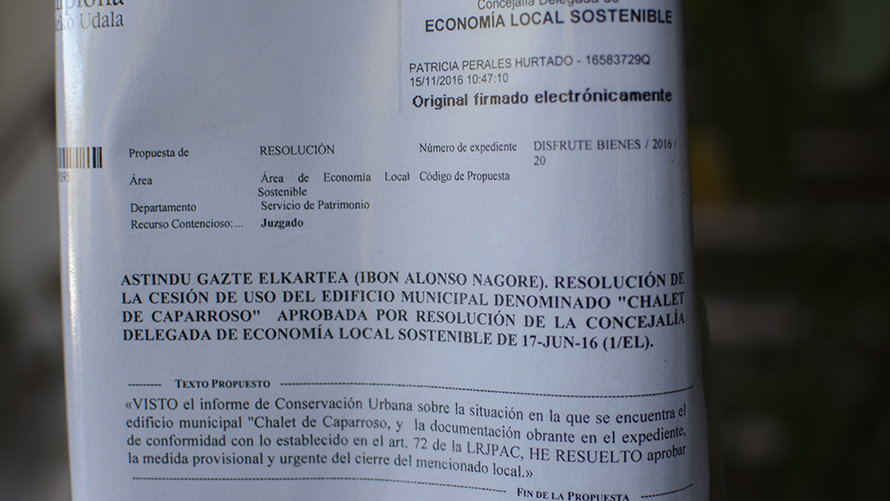 eko Udala
Concejalía Delegada de
ECONOMÍA LOCAL SOSTENIBLE
PATRICIA PERALES HURTADO - 16583729Q
15/11/2016 10:47:10
Original firmado electrónicamente
Propuesta de RESOLUCIÓN Número de expediente DISFRUTE BIENES / 2016 /
20
Área Área de Economía Local Código de Propuesta
Sostenible
Departamento Servicio de Patrimonio
Recurso Contencioso:... Juzgado
ASTINDU GAZTE ELKARTEA (IBON ALONSO NAGORE). RESOLUCIÓN DE
LA CESIÓN DE USO DEL EDIFICIO MUNICIPAL DENOMINADO "CHALET
DE CAPARROSO" APROBADA POR RESOLUCIÓN DE LA CONCEJALÍA
DELEGADA DE ECONOMÍA LOCAL SOSTENIBLE DE 17-JUN-16 (1/EL).
TEXTO PROPUESTO
«VISTO el informe de Conservación Urbana sobre la situación en la que se encuentra el
edificio municipal "Chalet de Caparroso, y la documentación obrante en el expediente,
de conformidad con lo establecido en el art. 72 de la LRJPAC, HE RESUELTO aprobar
la medida provisional y urgente del cierre del mencionado local.»
FIN DE LA PROPUESTA